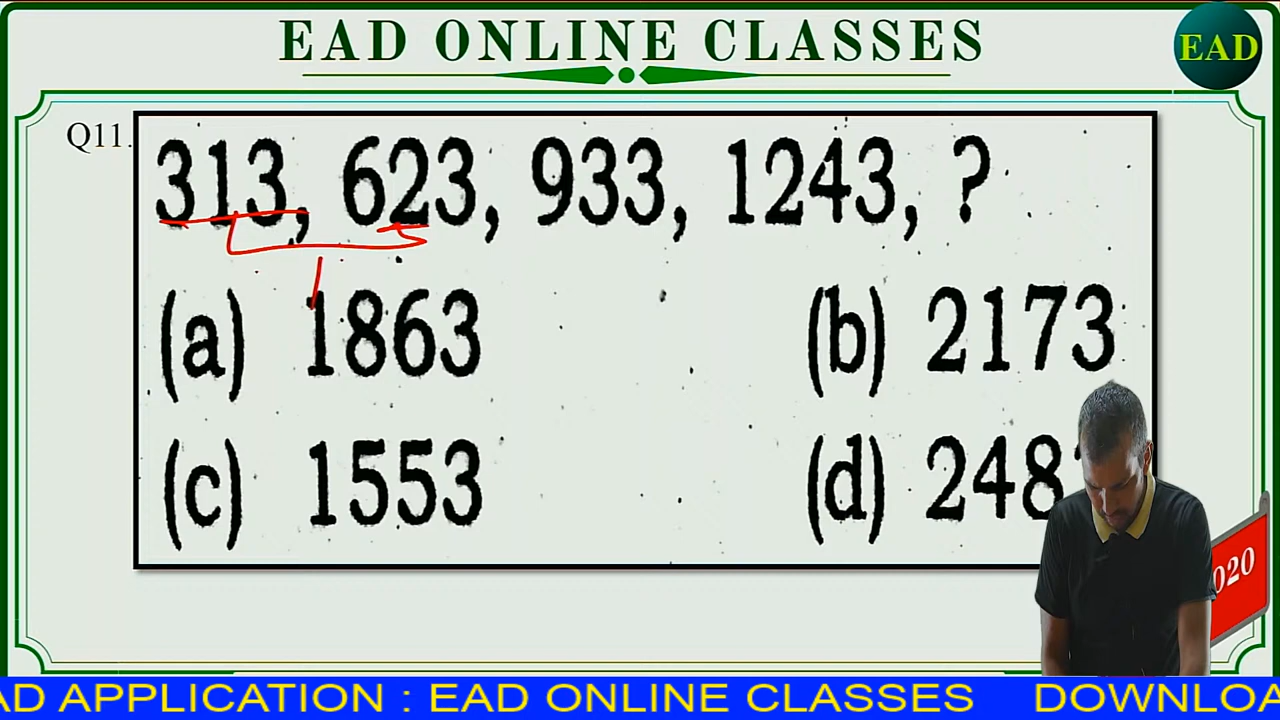 EAD ONLINE CLASSES
EAD
Q11.
313, 623, 933, 1243, ?
(a) 1863 (b) 2173
(c) 1553 (d) 248
020
AD APPLICATION : EAD ONLINE CLASSES DOWNLOA